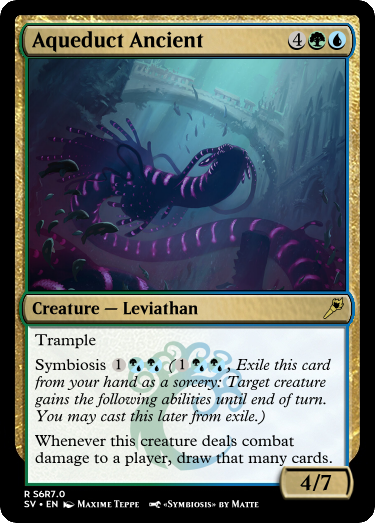 Aqueduct Ancient 4
Creature — Leviathan
Trample
Symbiosis 1 (1 , Exile this card
from your hand as a sorcery: Target creature
gains the following abilities until end of turn.
You may cast this later from exile.)
Whenever this creature deals combat
damage to a player, draw that many cards.
4/7
R S6R7.0
SV • EN Maxime Teppe «Symbiosis» by Matte